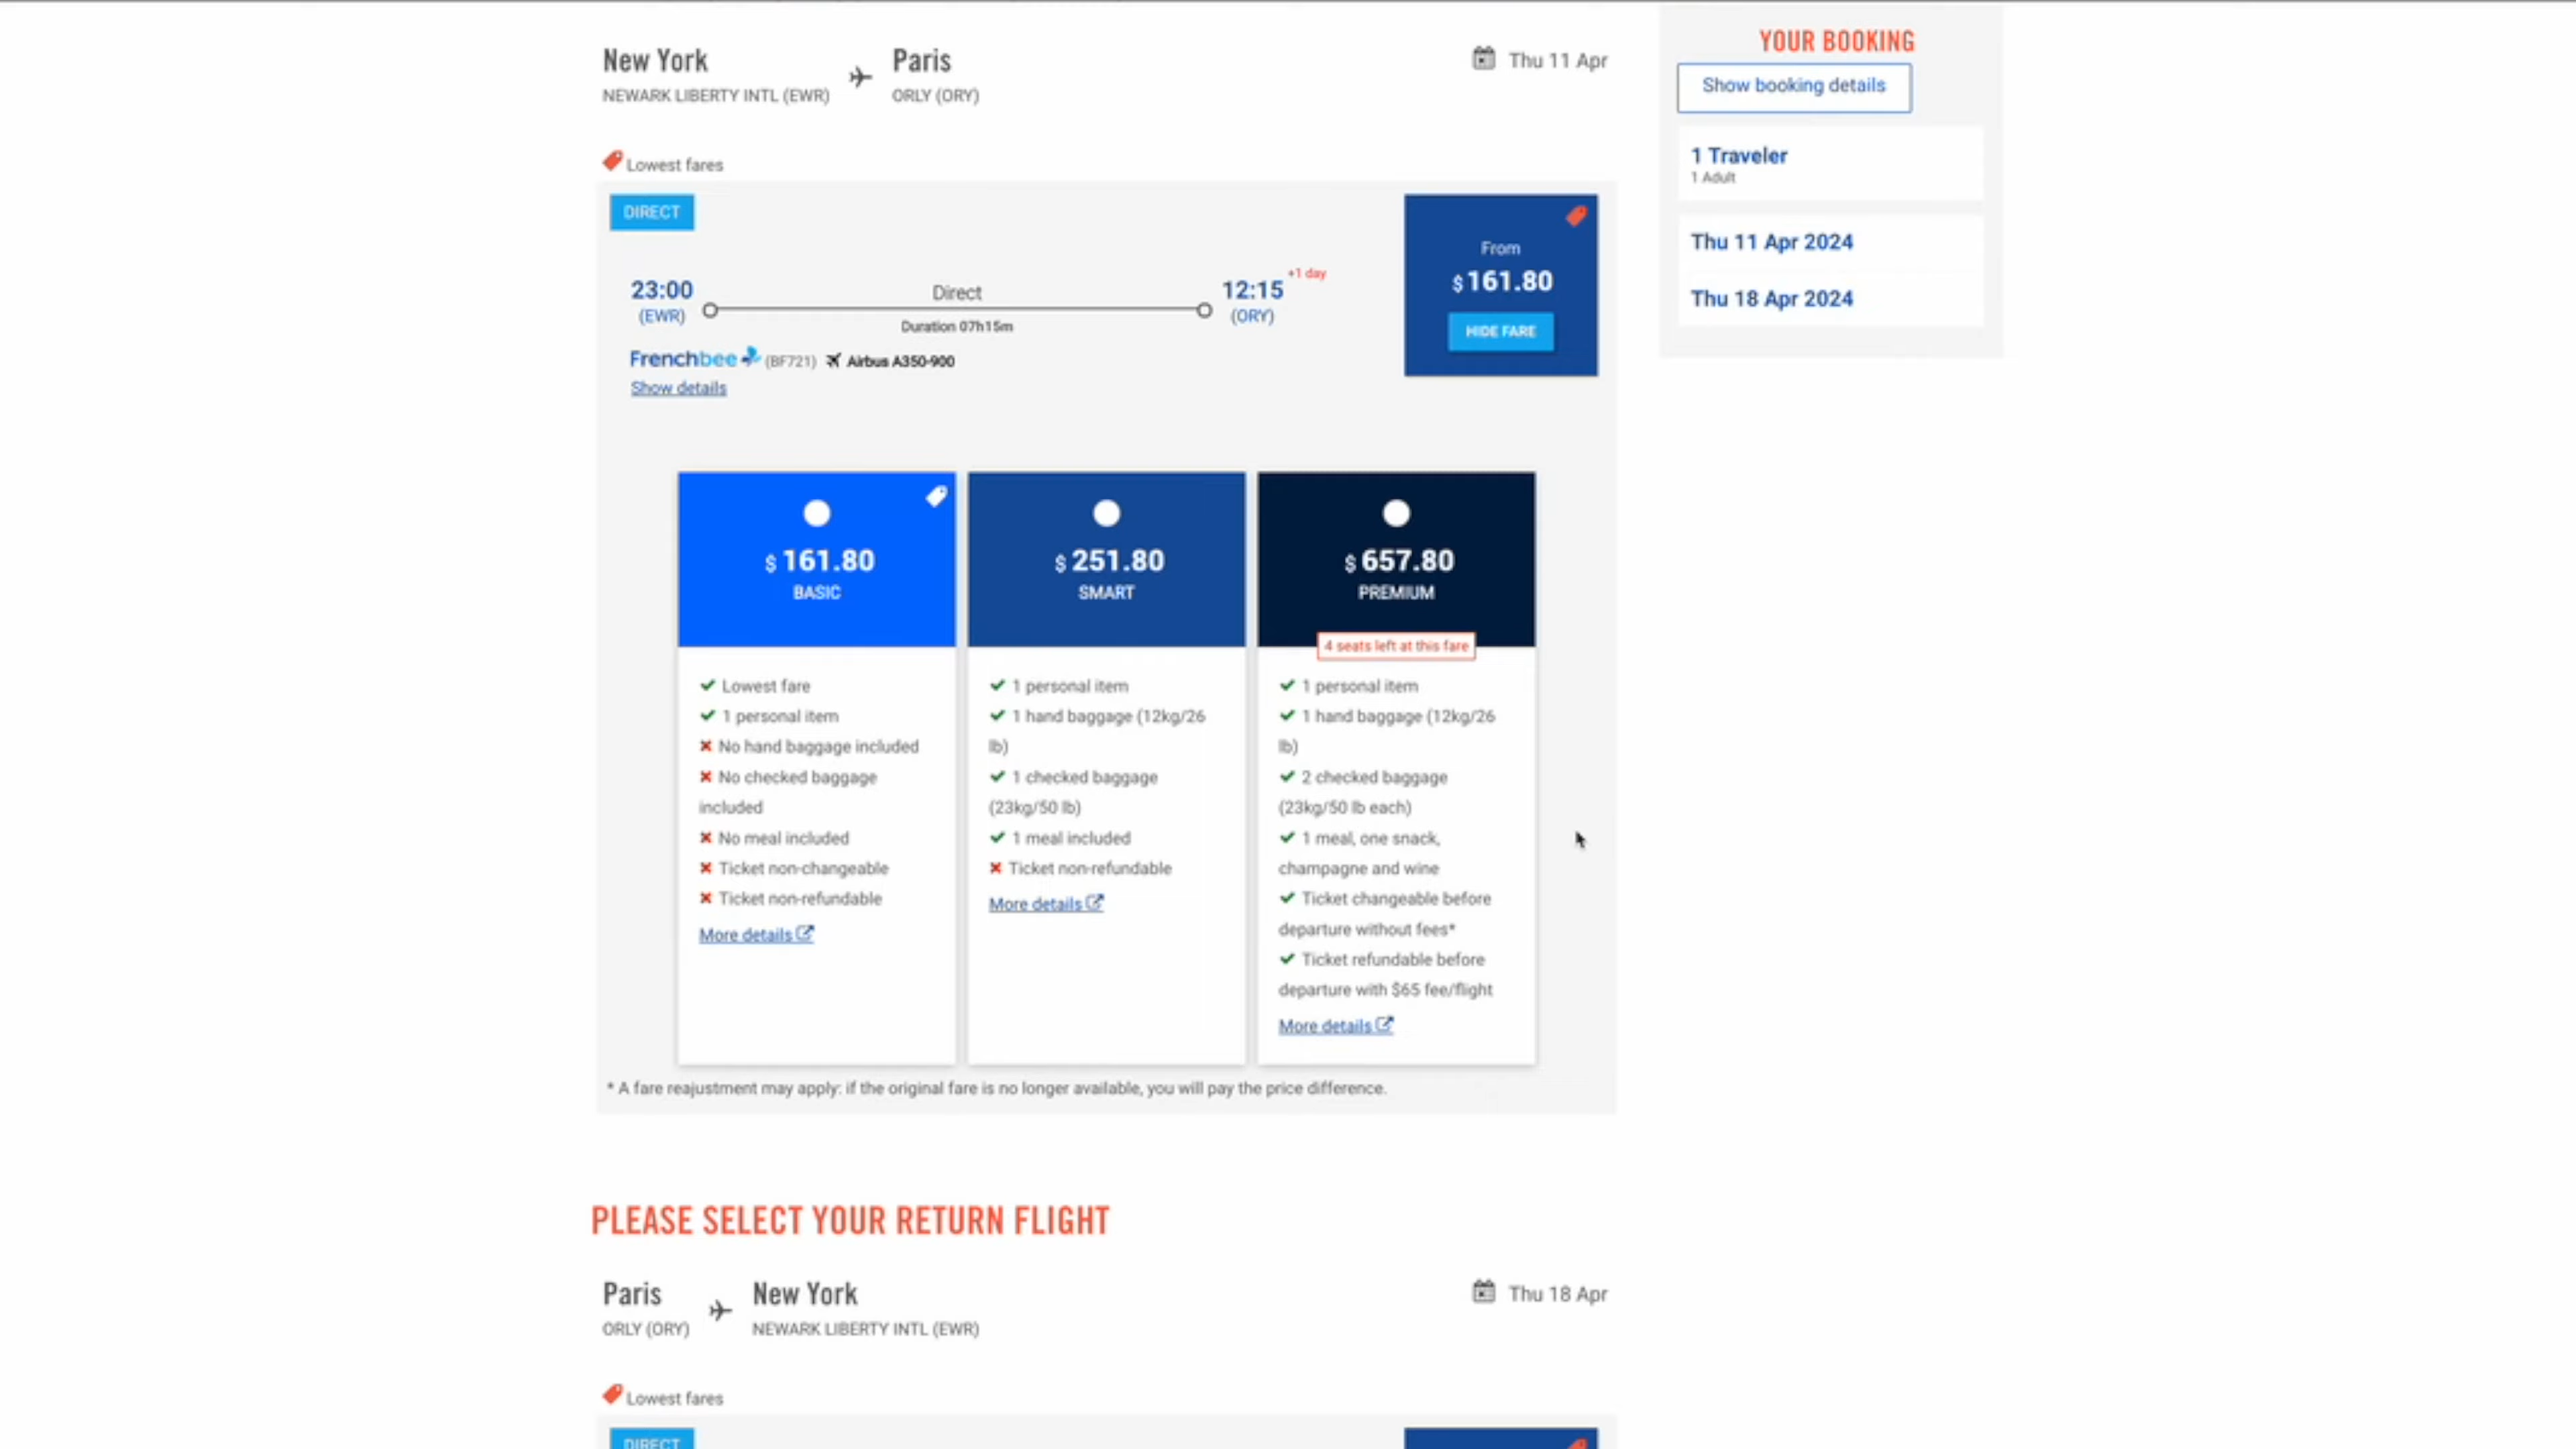 New York
NEWARK LIBERTY INTL (EWR)
Paris
ORLY (ORY)
Thu 11 Apr
Lowest fares
DIRECT
23:00
(EWR)
Direct
Duration 07h15m
12:15 +1 day
(ORY)
Frenchbee (BF721) Airbus A350-900
Show details
From
$161.80
HIDE FARE
$ 161.80
BASIC
Lowest fare
1 personal item
No hand baggage included
No checked baggage
included
No meal included
Ticket non-changeable
Ticket non-refundable
More details
$ 251.80
SMART
1 personal item
1 hand baggage (12kg/26
lb)
1 checked baggage
(23kg/50 lb)
1 meal included
Ticket non-refundable
More details
$ 657.80
PREMIUM
4 seats left at this fare
1 personal item
1 hand baggage (12kg/26
lb)
2 checked baggage
(23kg/50 lb each)
1 meal, one snack,
champagne and wine
Ticket changeable before
departure without fees*
Ticket refundable before
departure with $65 fee/flight
More details
* A fare reajustment may apply: if the original fare is no longer available, you will pay the price difference.
PLEASE SELECT YOUR RETURN FLIGHT
Paris
ORLY (ORY)
New York
NEWARK LIBERTY INTL (EWR)
Thu 18 Apr
Lowest fares
DIRECT
YOUR BOOKING
Show booking details
1 Traveler
1 Adult
Thu 11 Apr 2024
Thu 18 Apr 2024